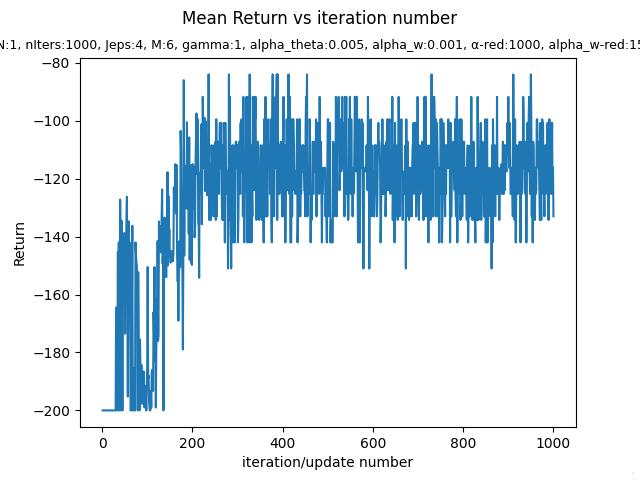 Mean Return vs iteration number
N:1, nIters:1000, Jeps:4, M:6, gamma:1, alpha_theta:0.005, alpha_w:0.001, α-red:1000, alpha_w-red:15
−80
−100
−120
−140
−160
−180
−200
Return
0 200 400 600 800 1000
iteration/update number